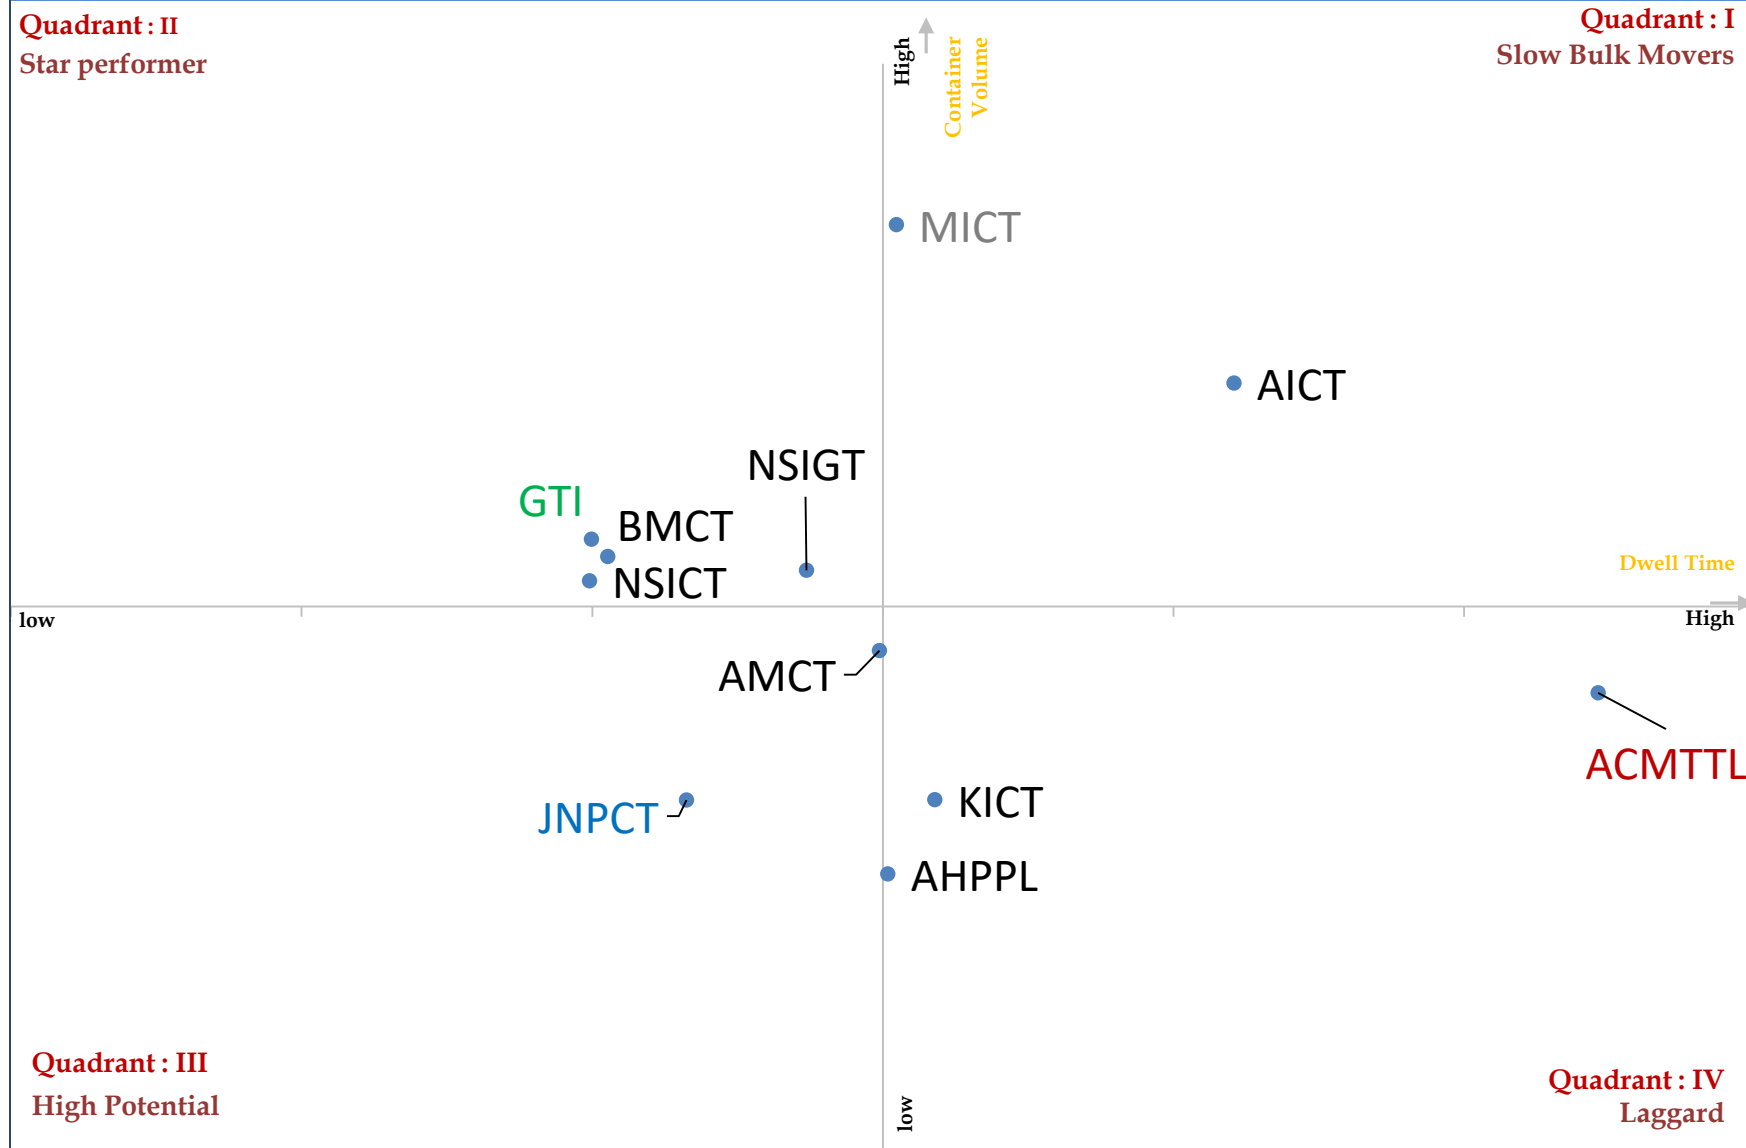 Quadrant : II
Star performer
Quadrant : I
Slow Bulk Movers
High
Container
Volume
MICT
AICT
NSIGT
GTI
BMCT
NSICT
Dwell Time
low
High
AMCT
ACMTTL
JNPCT
KICT
AHPPL
Quadrant : III
High Potential
low
Quadrant : IV
Laggard